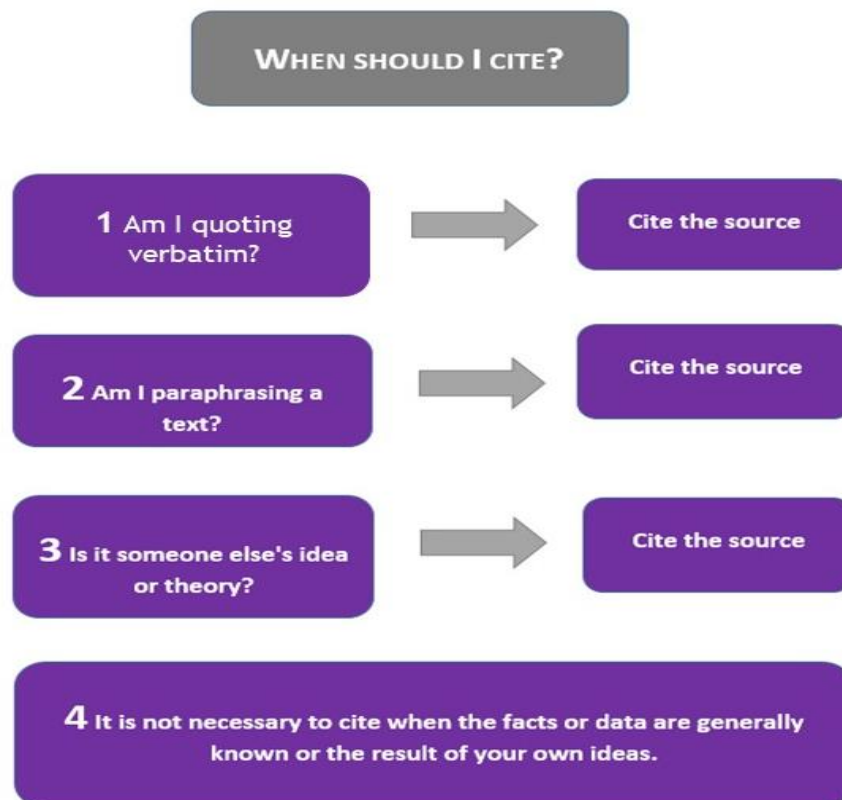 WHEN SHOULD I CITE?
1 Am I quoting
verbatim?
Cite the source
2 Am I paraphrasing a
text?
Cite the source
3 Is it someone else's idea
or theory?
Cite the source
4 It is not necessary to cite when the facts or data are generally
known or the result of your own ideas.